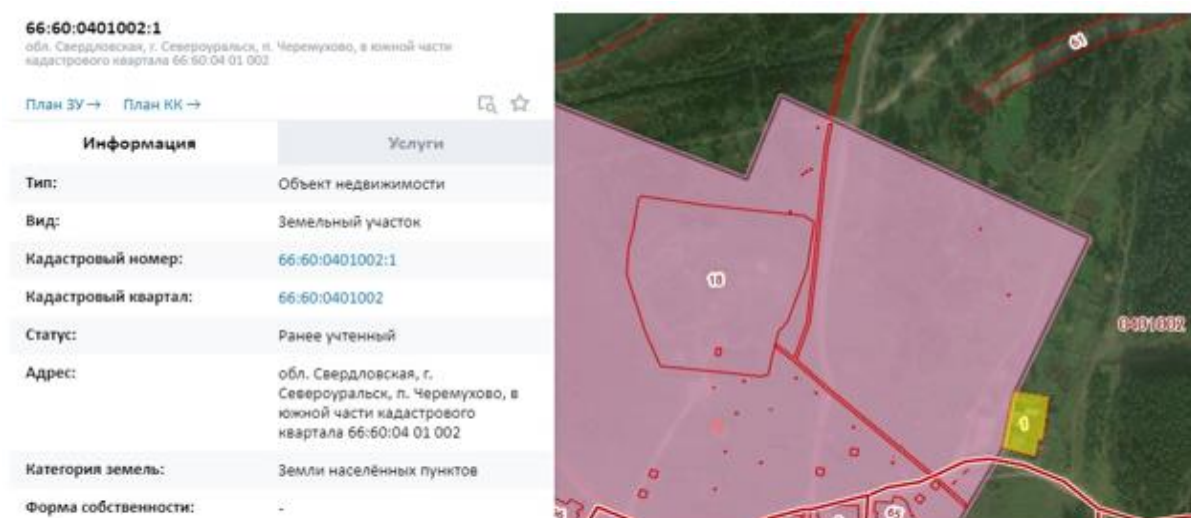 66:60:0401002:1
обл. Свердловская, г. Североуральск, п. Черемухово, в южной части
кадастрового квартала 66:60:04 01 002
План ЗУ → План КК →
Информация Услуги
Тип: Объект недвижимости
Вид: Земельный участок
Кадастровый номер: 66:60:0401002:1
Кадастровый квартал: 66:60:0401002
Статус: Ранее учтенный
Адрес: обл. Свердловская, г.
Североуральск, п. Черемухово, в
южной части кадастрового
квартала 66:60:04 01 002
Категория земель: Земли населённых пунктов
Форма собственности: -
61
18
0401002
1
65